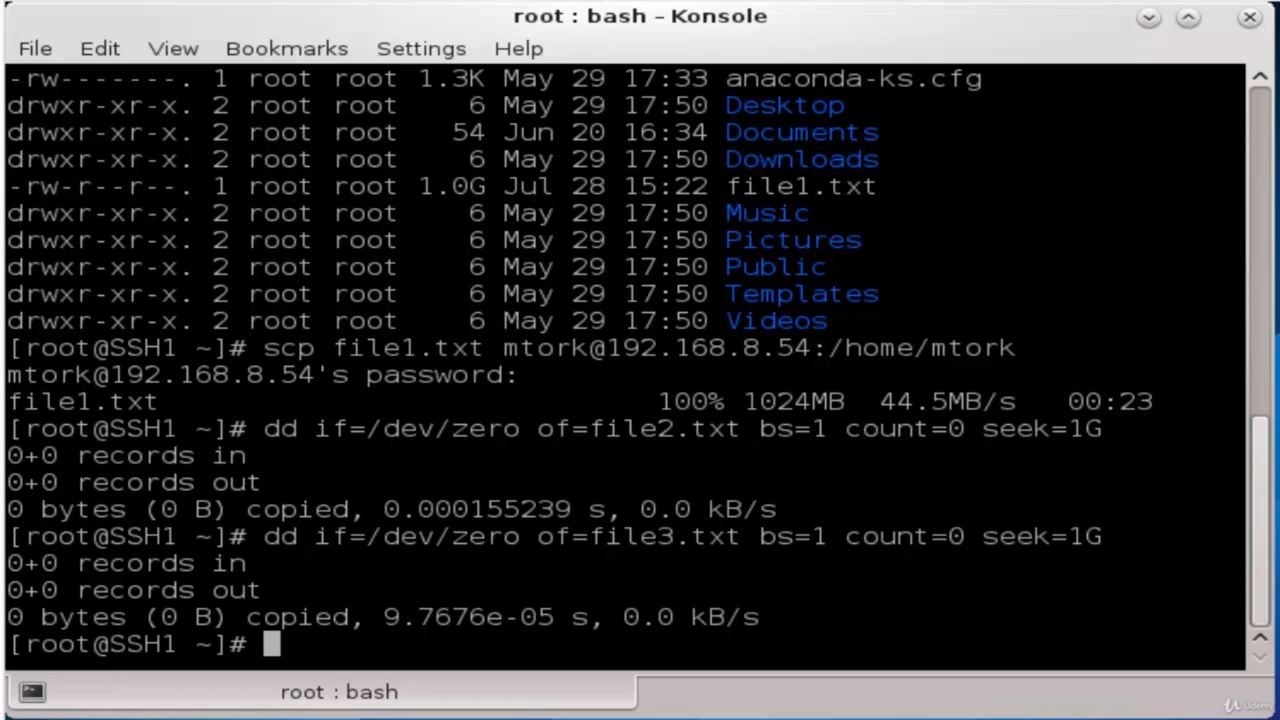 root : bash – Konsole
File Edit View Bookmarks Settings Help
-rw-------. 1 root root 1.3K May 29 17:33 anaconda-ks.cfg
drwxr-xr-x. 2 root root 6 May 29 17:50 Desktop
drwxr-xr-x. 2 root root 54 Jun 20 16:34 Documents
drwxr-xr-x. 2 root root 6 May 29 17:50 Downloads
-rw-r--r--. 1 root root 1.0G Jul 28 15:22 file1.txt
drwxr-xr-x. 2 root root 6 May 29 17:50 Music
drwxr-xr-x. 2 root root 6 May 29 17:50 Pictures
drwxr-xr-x. 2 root root 6 May 29 17:50 Public
drwxr-xr-x. 2 root root 6 May 29 17:50 Templates
drwxr-xr-x. 2 root root 6 May 29 17:50 Videos
[root@SSH1 ~]# scp file1.txt mtork@192.168.8.54:/home/mtork
mtork@192.168.8.54's password:
file1.txt 100% 1024MB 44.5MB/s 00:23
[root@SSH1 ~]# dd if=/dev/zero of=file2.txt bs=1 count=0 seek=1G
0+0 records in
0+0 records out
0 bytes (0 B) copied, 0.000155239 s, 0.0 kB/s
[root@SSH1 ~]# dd if=/dev/zero of=file3.txt bs=1 count=0 seek=1G
0+0 records in
0+0 records out
0 bytes (0 B) copied, 9.7676e-05 s, 0.0 kB/s
[root@SSH1 ~]#
root : bash
Udemy